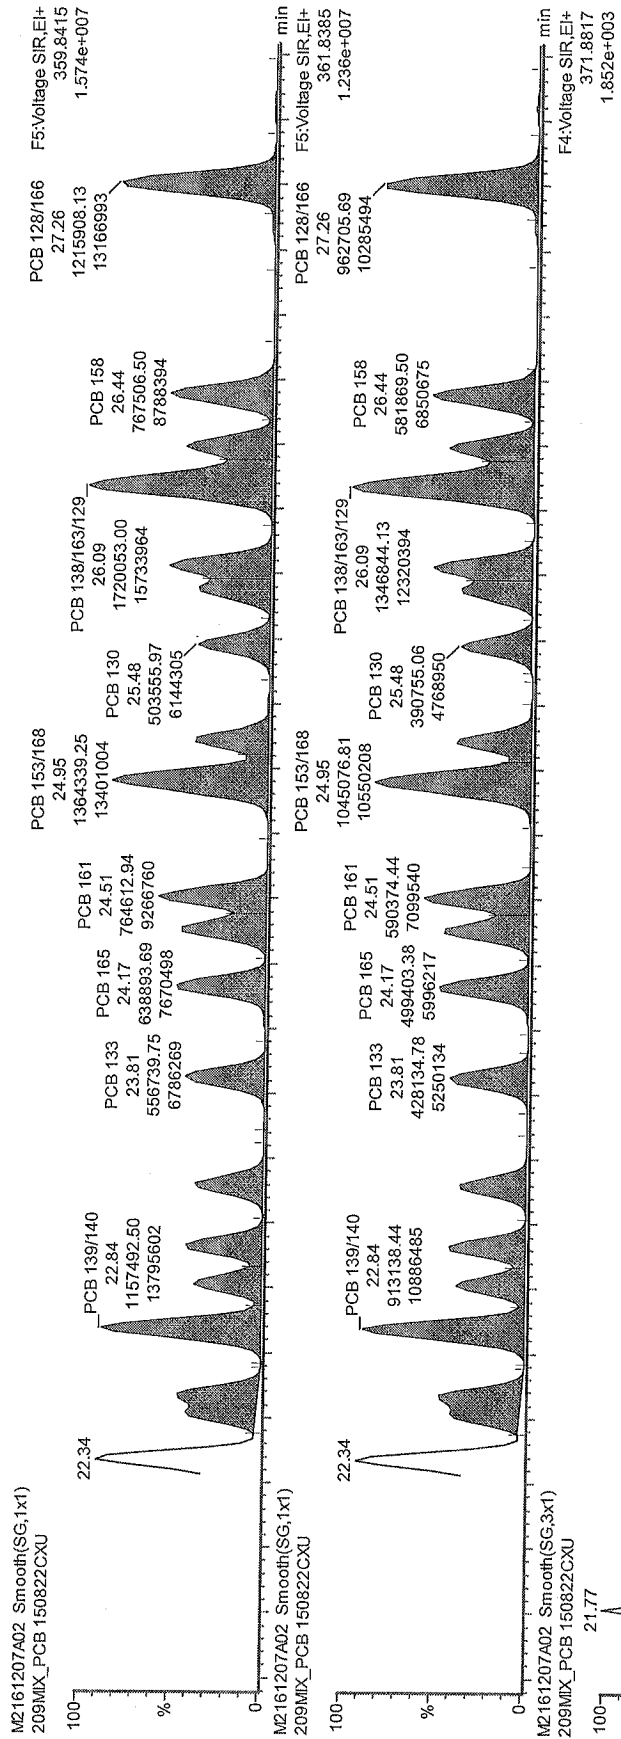 M2161207A02 Smooth(SG,1x1)
209MIX_PCB 150822CXU
F5:Voltage SIR,EI+
359.8415
1.574e+007
100
%
0
22.34
PCB 139/140
22.84
1157492.50
13795602
PCB 133
23.81
556739.75
6786269
PCB 165
24.17
638893.69
7670498
PCB 161
24.51
764612.94
9266760
PCB 153/168
24.95
1364339.25
13401004
PCB 130
25.48
503555.97
6144305
PCB 138/163/129
26.09
1720053.00
15733964
PCB 158
26.44
767506.50
8788394
PCB 128/166
27.26
1215908.13
13166993
min
M2161207A02 Smooth(SG,1x1)
209MIX_PCB 150822CXU
F5:Voltage SIR,EI+
361.8385
1.236e+007
100
%
0
22.34
PCB 139/140
22.84
913138.44
10886485
PCB 133
23.81
428134.78
5250134
PCB 165
24.17
499403.38
5996217
PCB 161
24.51
590374.44
7099540
PCB 153/168
24.95
1045076.81
10550208
PCB 130
25.48
390755.06
4768950
PCB 138/163/129
26.09
1346844.13
12320394
PCB 158
26.44
581869.50
6850675
PCB 128/166
27.26
962705.69
10285494
min
M2161207A02 Smooth(SG,3x1)
209MIX_PCB 150822CXU
F4:Voltage SIR,EI+
371.8817
1.852e+003
100
21.77